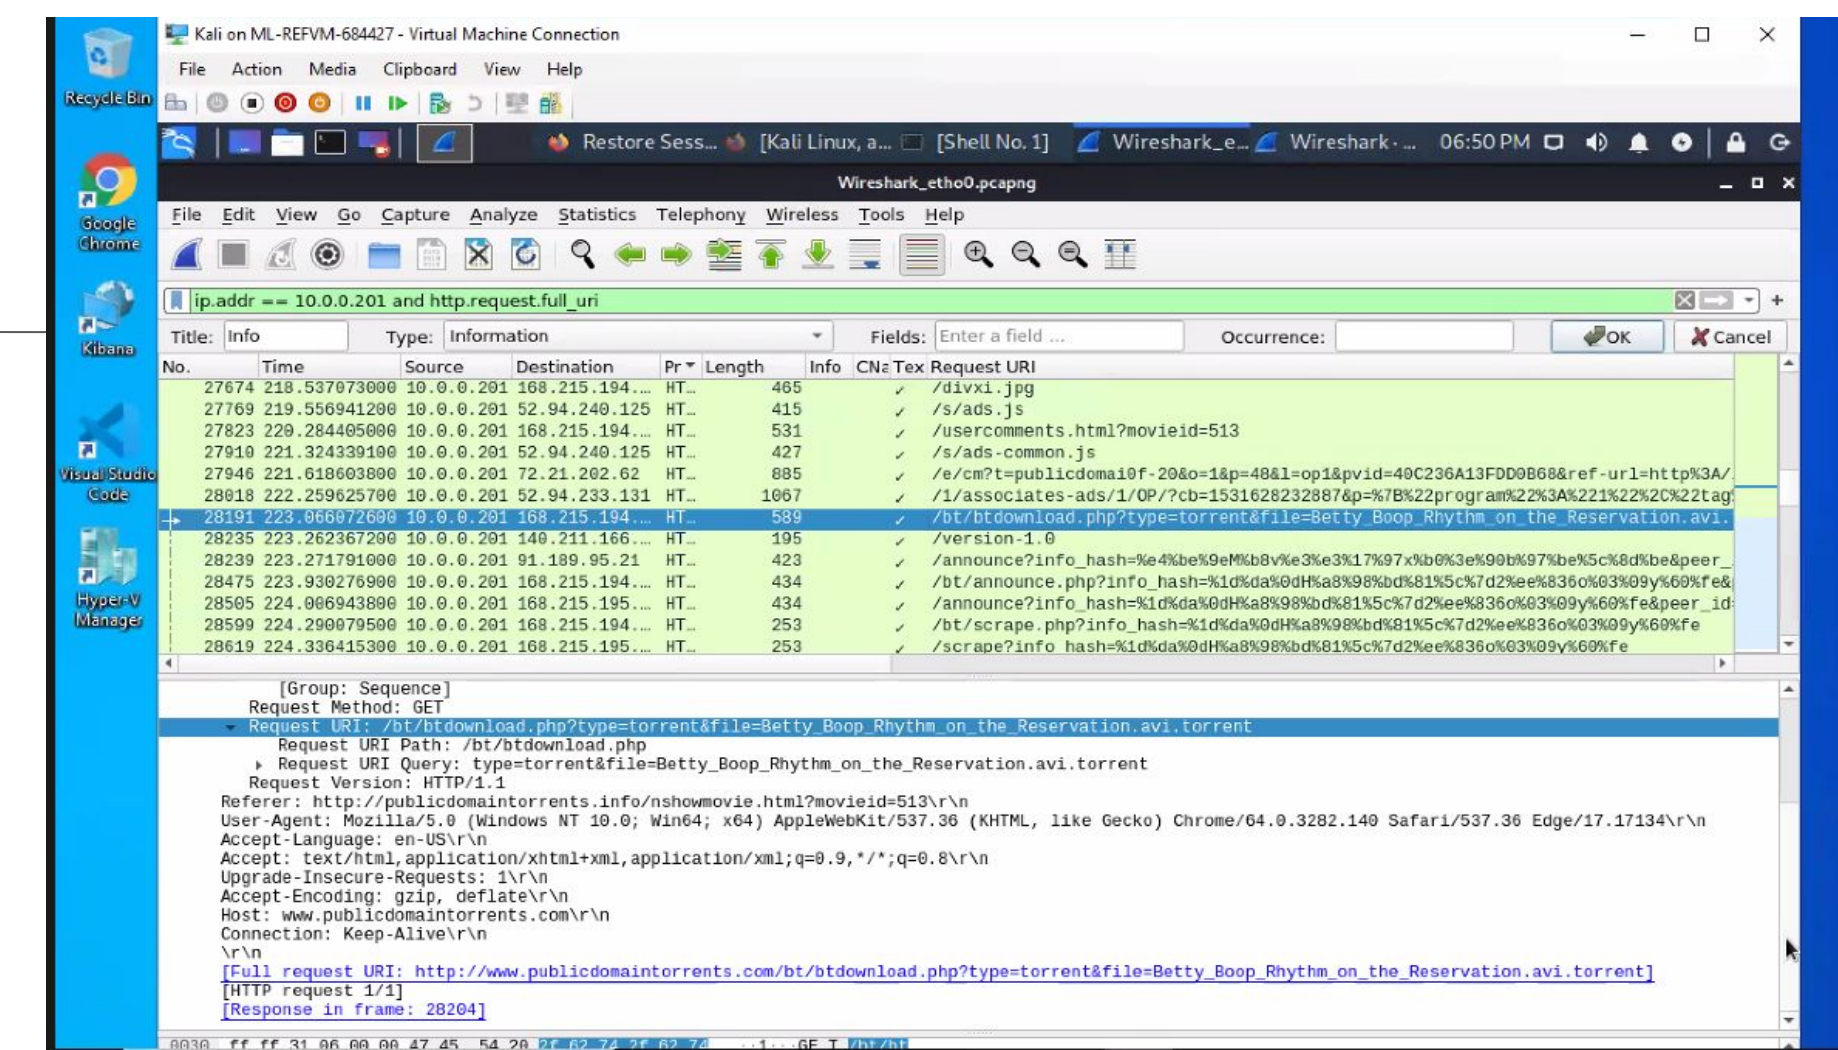 Kali on ML-REFVM-684427 - Virtual Machine Connection
File Action Media Clipboard View Help
Recycle Bin
Restore Sess... [Kali Linux, a... [Shell No. 1] Wireshark_e... Wireshark · ... 06:50 PM
Wireshark_etho0.pcapng
Google Chrome
File Edit View Go Capture Analyze Statistics Telephony Wireless Tools Help
ip.addr == 10.0.0.201 and http.request.full_uri
Kibana
Title: Info Type: Information Fields: Enter a field ... Occurrence: OK Cancel
No. Time Source Destination Pr Length Info CNa Tex Request URI
27674 218.537073000 10.0.0.201 168.215.194.... HT... 465 ✓ /divxi.jpg
27769 219.556941200 10.0.0.201 52.94.240.125 HT... 415 ✓ /s/ads.js
27823 220.284405000 10.0.0.201 168.215.194.... HT... 531 ✓ /usercomments.html?movieid=513
27910 221.324339100 10.0.0.201 52.94.240.125 HT... 427 ✓ /s/ads-common.js
27946 221.618603800 10.0.0.201 72.21.202.62 HT... 885 ✓ /e/cm?t=publicdomai0f-20&o=1&p=48&l=op1&pvid=40C236A13FDD0B68&ref-url=http%3A/
28018 222.259625700 10.0.0.201 52.94.233.131 HT... 1067 ✓ /1/associates-ads/1/OP/?cb=1531628232887&p=%7B%22program%22%3A%221%22%2C%22tag
28191 223.066072600 10.0.0.201 168.215.194.... HT... 589 ✓ /bt/btdownload.php?type=torrent&file=Betty_Boop_Rhythm_on_the_Reservation.avi.
28235 223.262367200 10.0.0.201 140.211.166.... HT... 195 ✓ /version-1.0
28239 223.271791000 10.0.0.201 91.189.95.21 HT... 423 ✓ /announce?info_hash=%e4%be%9eM%b8v%e3%e3%17%97x%b0%3e%90b%97%be%5c%8d%be&peer_
28475 223.930276900 10.0.0.201 168.215.194.... HT... 434 ✓ /bt/announce.php?info_hash=%1d%da%0dH%a8%98%bd%81%5c%7d2%ee%836o%03%09y%60%fe&
28505 224.006943800 10.0.0.201 168.215.195.... HT... 434 ✓ /announce?info_hash=%1d%da%0dH%a8%98%bd%81%5c%7d2%ee%836o%03%09y%60%fe&peer_id
28599 224.290079500 10.0.0.201 168.215.194.... HT... 253 ✓ /bt/scrape.php?info_hash=%1d%da%0dH%a8%98%bd%81%5c%7d2%ee%836o%03%09y%60%fe
28619 224.336415300 10.0.0.201 168.215.195.... HT... 253 ✓ /scrape?info_hash=%1d%da%0dH%a8%98%bd%81%5c%7d2%ee%836o%03%09y%60%fe
Visual Studio Code
Hyper-V Manager
[Group: Sequence]
Request Method: GET
Request URI: /bt/btdownload.php?type=torrent&file=Betty_Boop_Rhythm_on_the_Reservation.avi.torrent
Request URI Path: /bt/btdownload.php
Request URI Query: type=torrent&file=Betty_Boop_Rhythm_on_the_Reservation.avi.torrent
Request Version: HTTP/1.1
Referer: http://publicdomaintorrents.info/nshowmovie.html?movieid=513\r\n
User-Agent: Mozilla/5.0 (Windows NT 10.0; Win64; x64) AppleWebKit/537.36 (KHTML, like Gecko) Chrome/64.0.3282.140 Safari/537.36 Edge/17.17134\r\n
Accept-Language: en-US\r\n
Accept: text/html,application/xhtml+xml,application/xml;q=0.9,*/*;q=0.8\r\n
Upgrade-Insecure-Requests: 1\r\n
Accept-Encoding: gzip, deflate\r\n
Host: www.publicdomaintorrents.com\r\n
Connection: Keep-Alive\r\n
\r\n
[Full request URI: http://www.publicdomaintorrents.com/bt/btdownload.php?type=torrent&file=Betty_Boop_Rhythm_on_the_Reservation.avi.torrent]
[HTTP request 1/1]
[Response in frame: 28204]
0030 ff ff 31 06 00 00 47 45 54 20 2f 62 74 2f 62 74 ··1···GE T /bt/bt